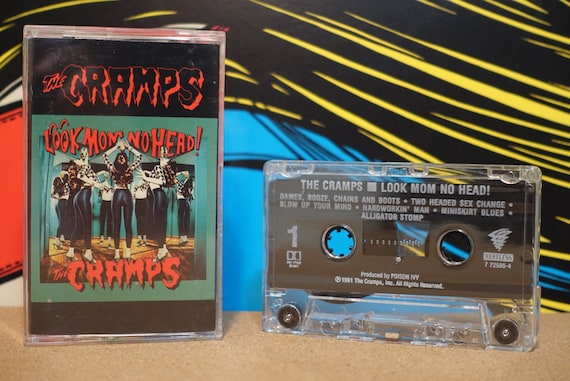 THE CRAMPS
LOOK MOM NO HEAD!
THE CRAMPS
THE CRAMPS ■ LOOK MOM NO HEAD!
DAMES, BOOZE, CHAINS AND BOOTS • TWO HEADED SEX CHANGE •
BLOW UP YOUR MIND • HARDWORKIN' MAN • MINISKIRT BLUES •
ALLIGATOR STOMP
1
RESTLESS
7 72586-4
Produced by POISON IVY
©1991 The Cramps, Inc. All Rights Reserved.